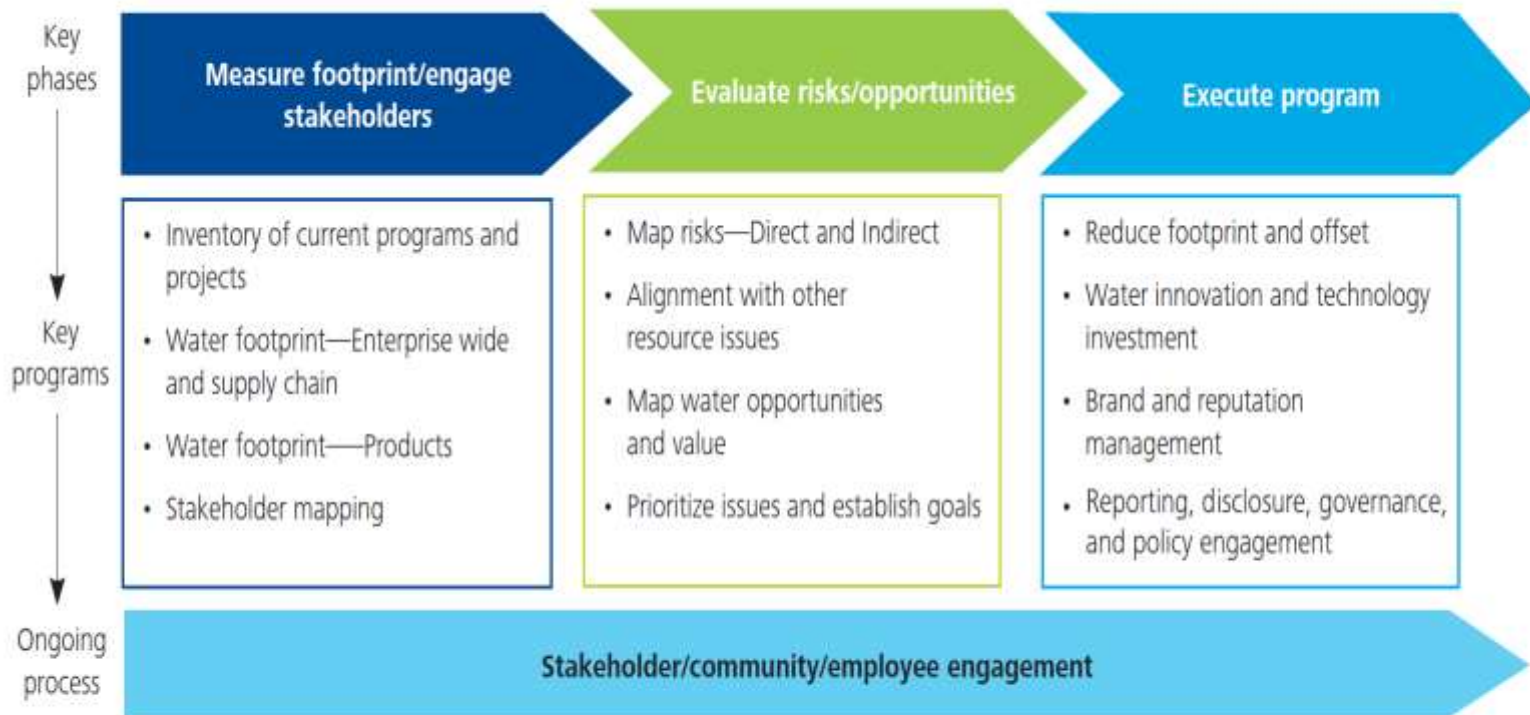 Key
phases
Measure footprint/engage
stakeholders
Evaluate risks/opportunities
Execute program
Key
programs
• Inventory of current programs and
projects
• Water footprint—Enterprise wide
and supply chain
• Water footprint——Products
• Stakeholder mapping
• Map risks—Direct and Indirect
• Alignment with other
resource issues
• Map water opportunities
and value
• Prioritize issues and establish goals
• Reduce footprint and offset
• Water innovation and technology
investment
• Brand and reputation
management
• Reporting, disclosure, governance,
and policy engagement
Ongoing
process
Stakeholder/community/employee engagement